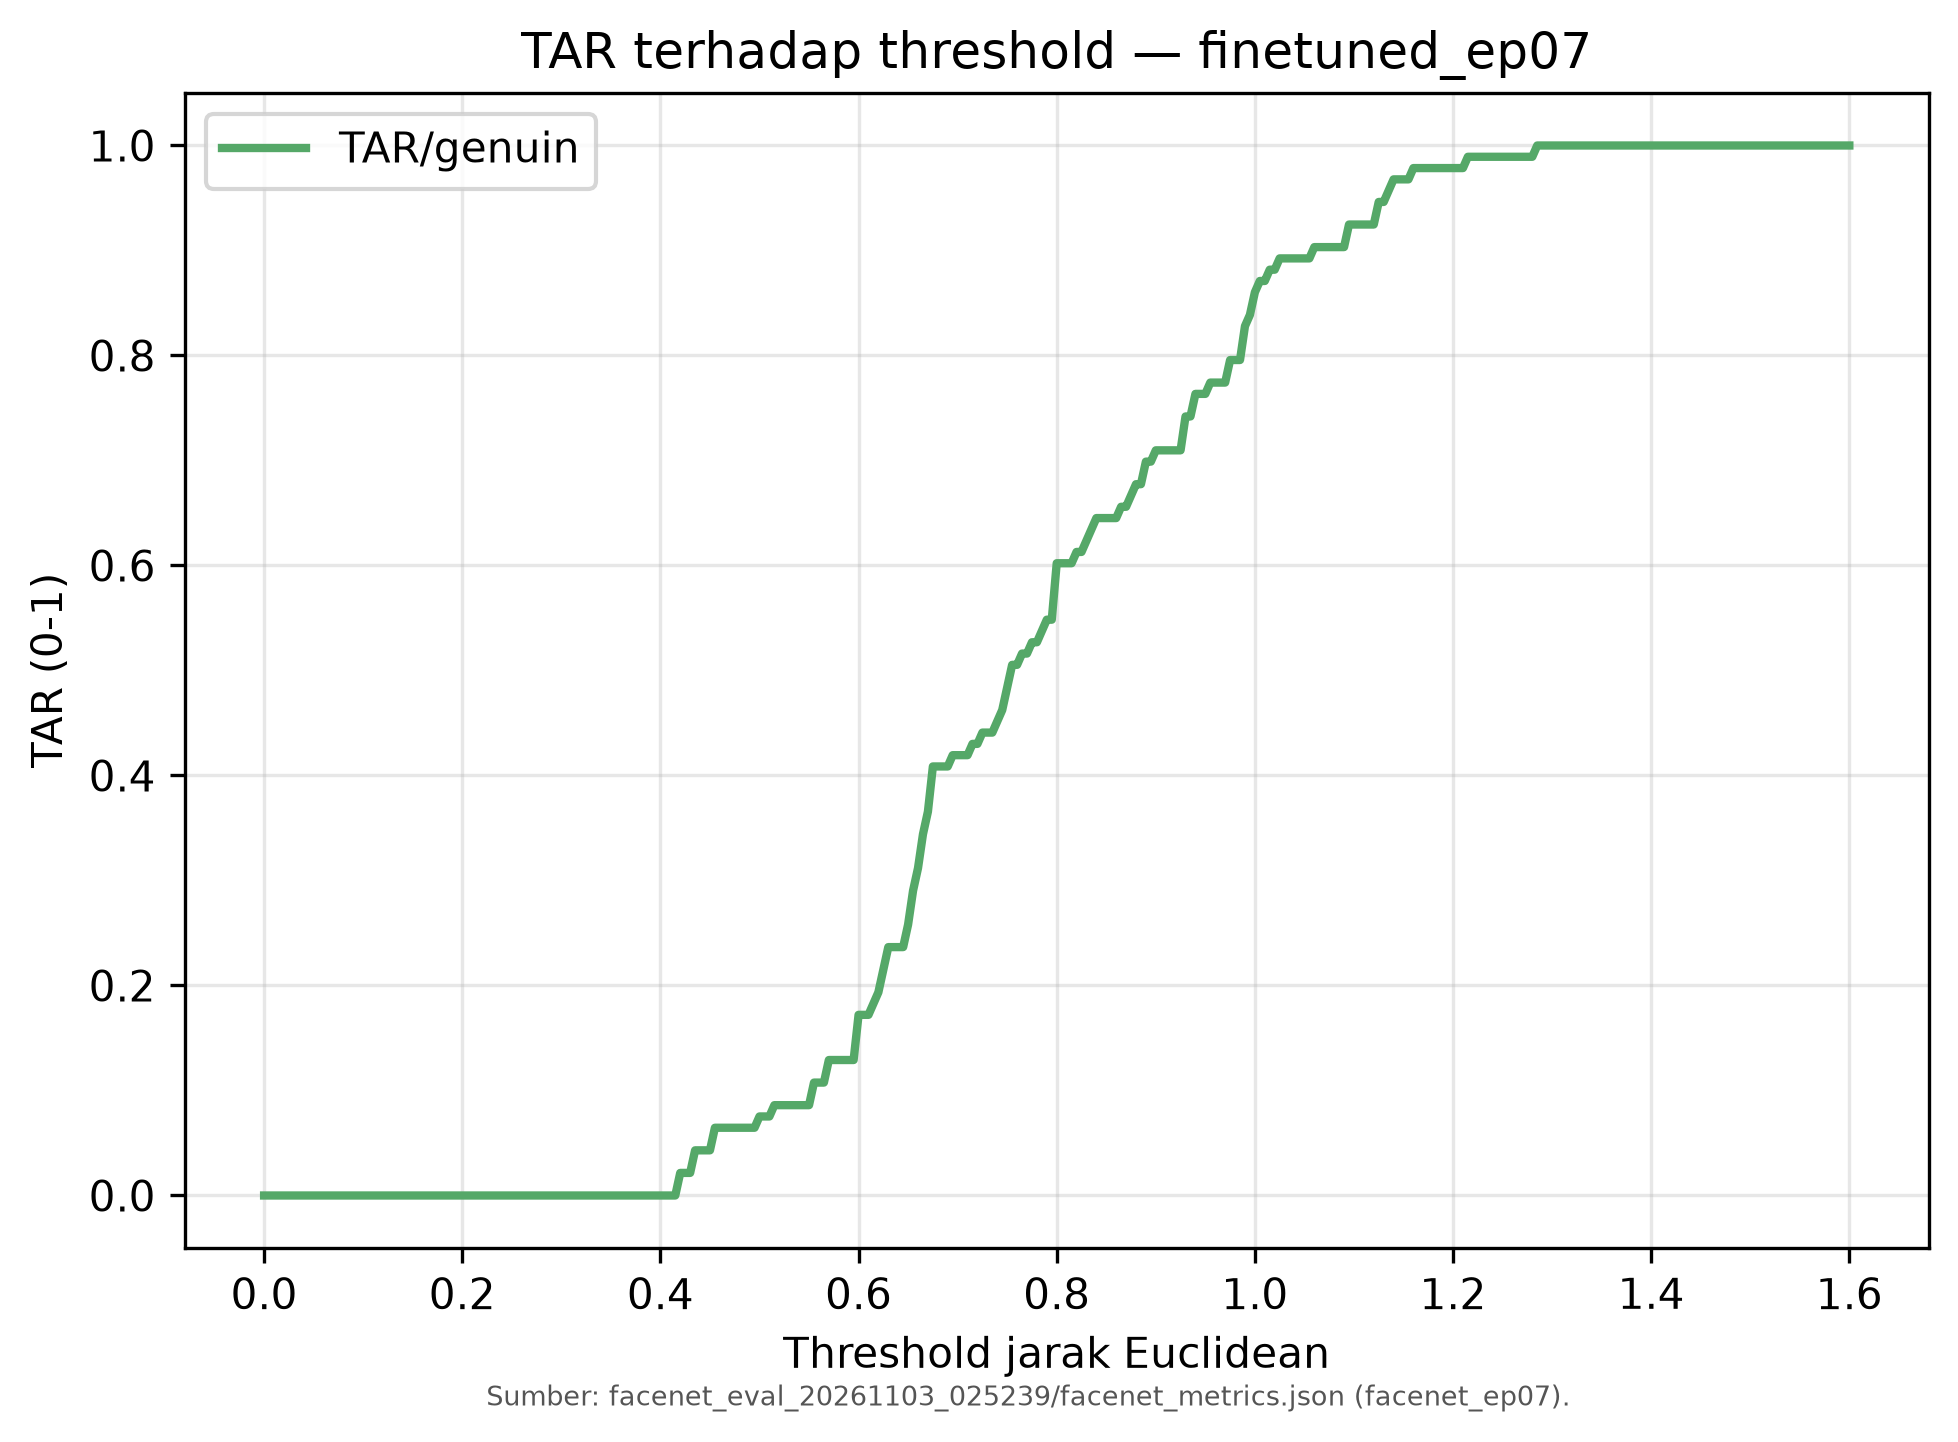 TAR terhadap threshold — finetuned_ep07
TAR/genuin
TAR (0-1)
1.0
0.8
0.6
0.4
0.2
0.0
0.0 0.2 0.4 0.6 0.8 1.0 1.2 1.4 1.6
Threshold jarak Euclidean
Sumber: facenet_eval_20261103_025239/facenet_metrics.json (facenet_ep07).